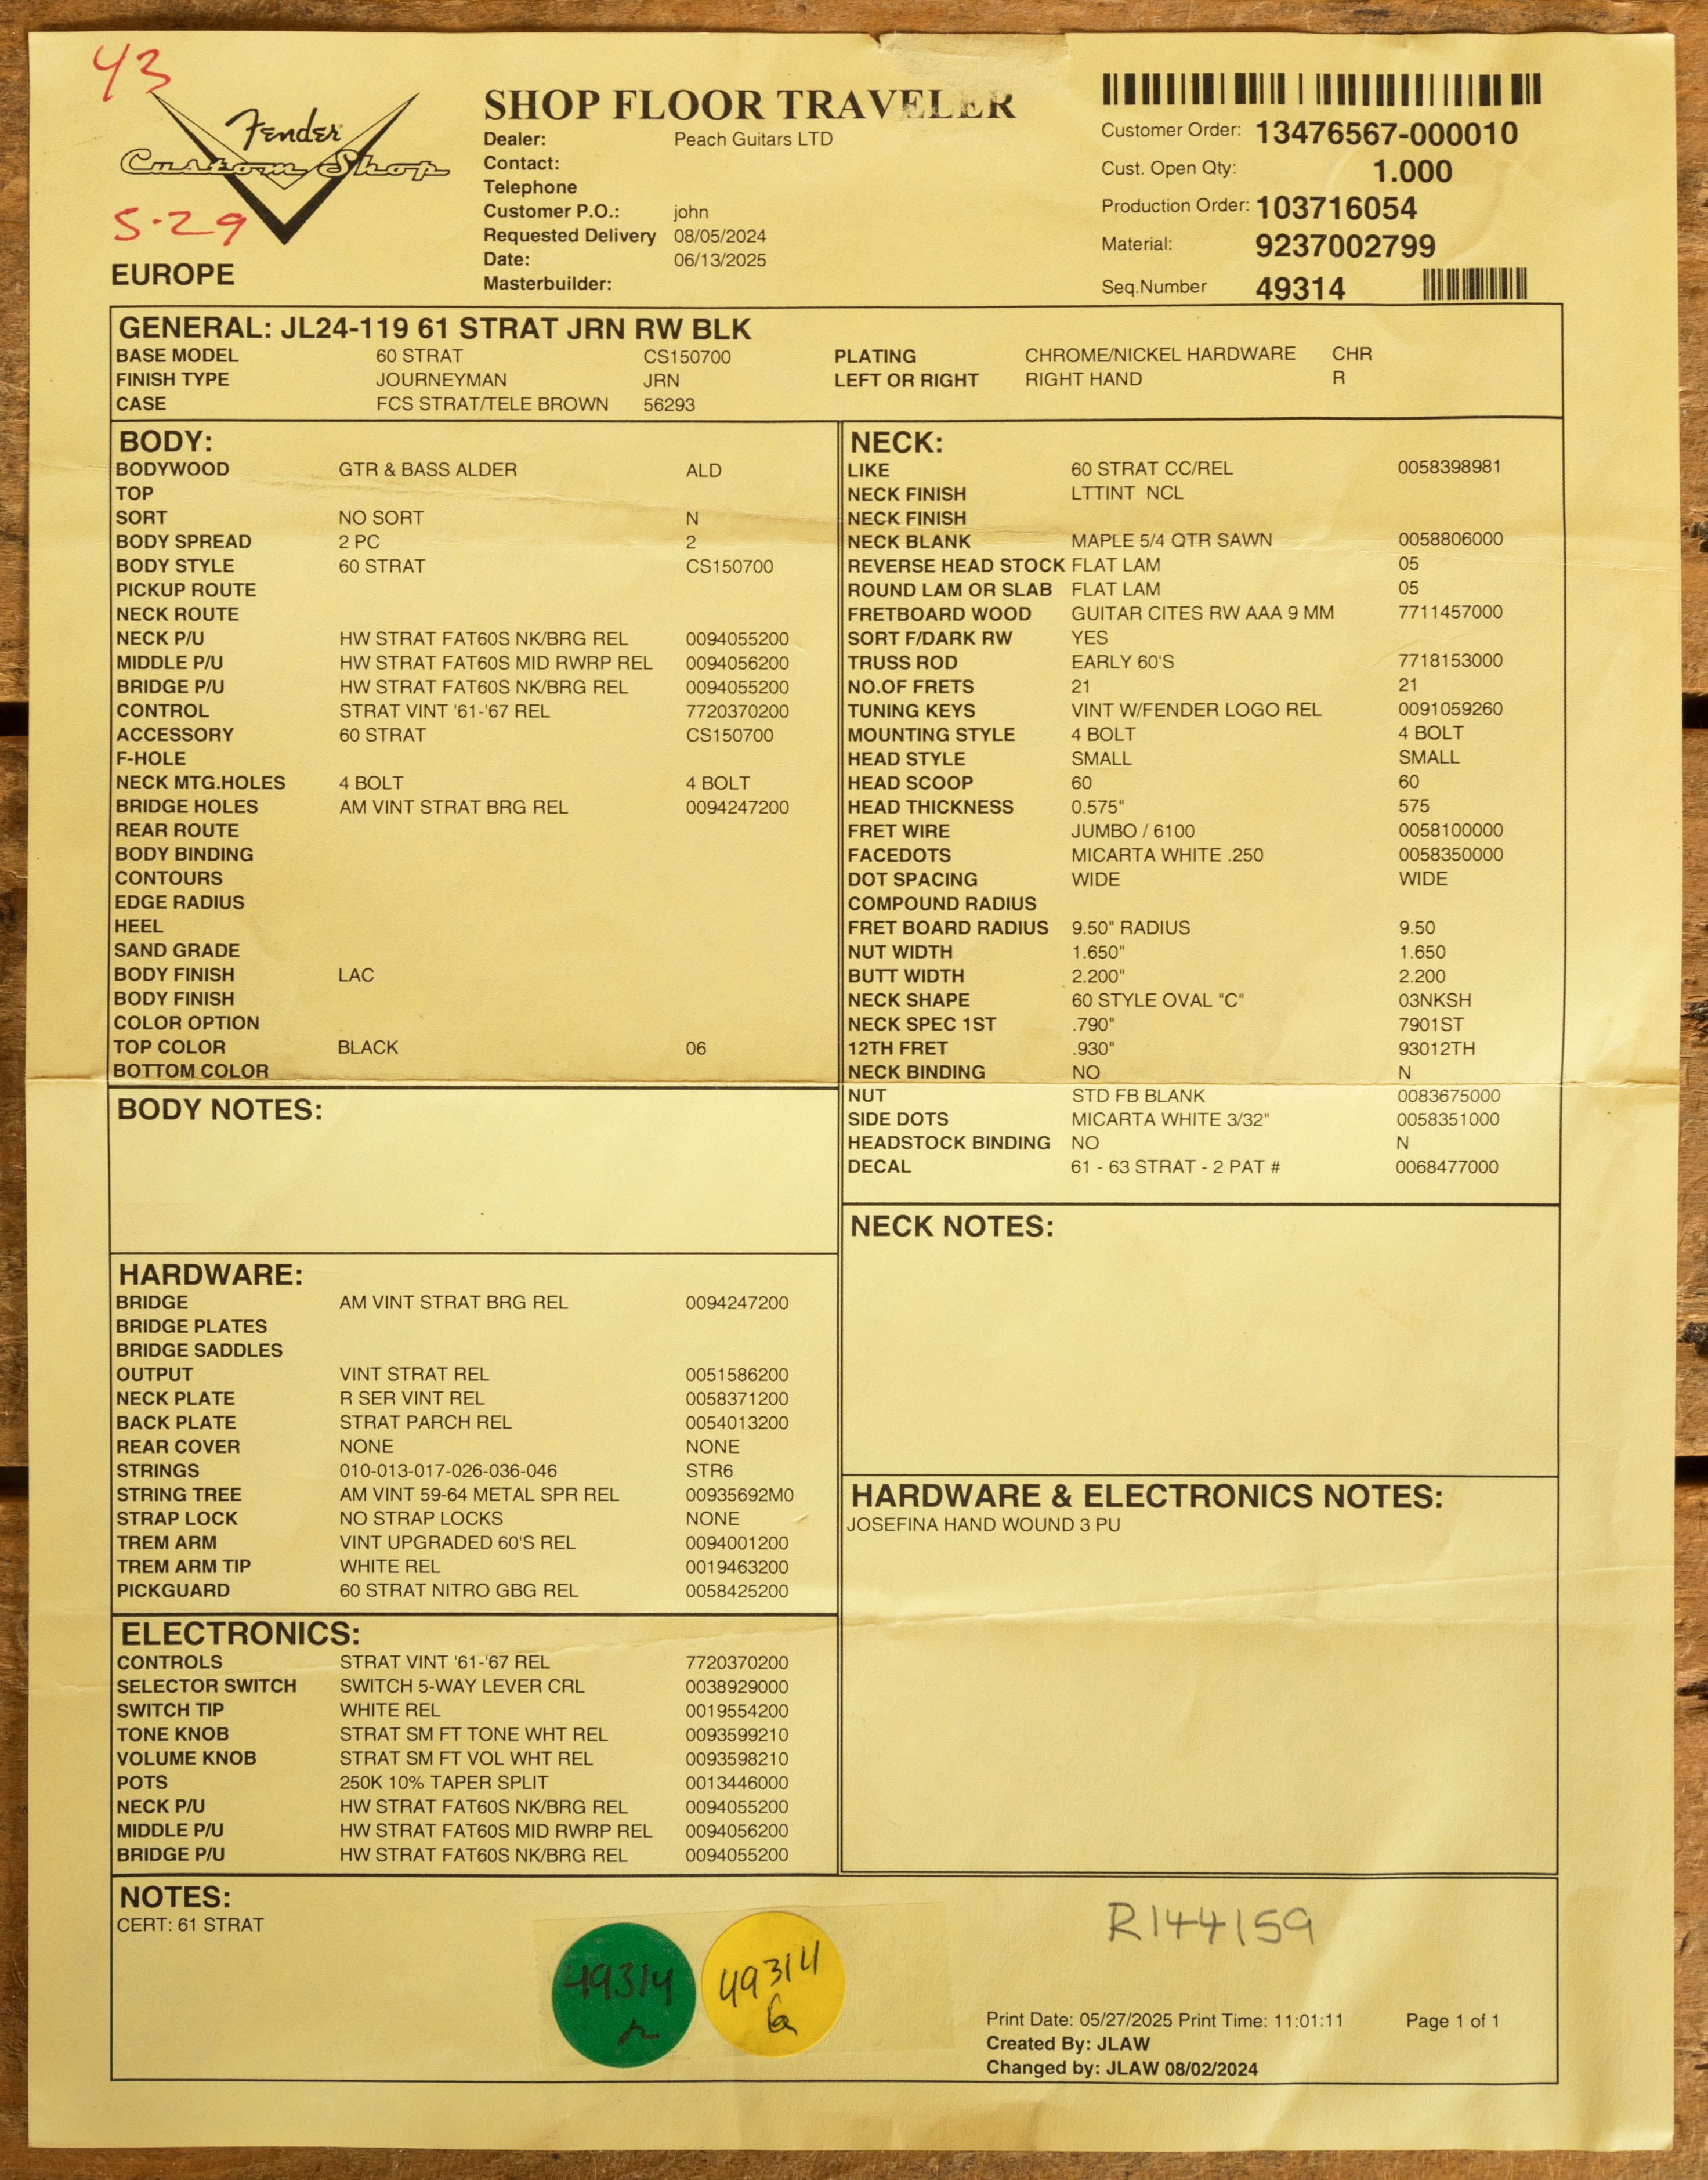 43
Fender
Custom Shop
5-29
EUROPE
SHOP FLOOR TRAVELER
Dealer: Peach Guitars LTD
Contact:
Telephone
Customer P.O.: john
Requested Delivery 08/05/2024
Date: 06/13/2025
Masterbuilder:
Customer Order: 13476567-000010
Cust. Open Qty: 1.000
Production Order: 103716054
Material: 9237002799
Seq.Number 49314
GENERAL: JL24-119 61 STRAT JRN RW BLK
BASE MODEL 60 STRAT CS150700 PLATING CHROME/NICKEL HARDWARE CHR
FINISH TYPE JOURNEYMAN JRN LEFT OR RIGHT RIGHT HAND R
CASE FCS STRAT/TELE BROWN 56293
BODY:
BODYWOOD GTR & BASS ALDER ALD
TOP
SORT NO SORT N
BODY SPREAD 2 PC 2
BODY STYLE 60 STRAT CS150700
PICKUP ROUTE
NECK ROUTE
NECK P/U HW STRAT FAT60S NK/BRG REL 0094055200
MIDDLE P/U HW STRAT FAT60S MID RWRP REL 0094056200
BRIDGE P/U HW STRAT FAT60S NK/BRG REL 0094055200
CONTROL STRAT VINT '61-'67 REL 7720370200
ACCESSORY 60 STRAT CS150700
F-HOLE
NECK MTG.HOLES 4 BOLT 4 BOLT
BRIDGE HOLES AM VINT STRAT BRG REL 0094247200
REAR ROUTE
BODY BINDING
CONTOURS
EDGE RADIUS
HEEL
SAND GRADE
BODY FINISH LAC
BODY FINISH
COLOR OPTION
TOP COLOR BLACK 06
BOTTOM COLOR
BODY NOTES:
HARDWARE:
BRIDGE AM VINT STRAT BRG REL 0094247200
BRIDGE PLATES
BRIDGE SADDLES
OUTPUT VINT STRAT REL 0051586200
NECK PLATE R SER VINT REL 0058371200
BACK PLATE STRAT PARCH REL 0054013200
REAR COVER NONE NONE
STRINGS 010-013-017-026-036-046 STR6
STRING TREE AM VINT 59-64 METAL SPR REL 00935692M0
STRAP LOCK NO STRAP LOCKS NONE
TREM ARM VINT UPGRADED 60'S REL 0094001200
TREM ARM TIP WHITE REL 0019463200
PICKGUARD 60 STRAT NITRO GBG REL 0058425200
ELECTRONICS:
CONTROLS STRAT VINT '61-'67 REL 7720370200
SELECTOR SWITCH SWITCH 5-WAY LEVER CRL 0038929000
SWITCH TIP WHITE REL 0019554200
TONE KNOB STRAT SM FT TONE WHT REL 0093599210
VOLUME KNOB STRAT SM FT VOL WHT REL 0093598210
POTS 250K 10% TAPER SPLIT 0013446000
NECK P/U HW STRAT FAT60S NK/BRG REL 0094055200
MIDDLE P/U HW STRAT FAT60S MID RWRP REL 0094056200
BRIDGE P/U HW STRAT FAT60S NK/BRG REL 0094055200
NECK:
LIKE 60 STRAT CC/REL 0058398981
NECK FINISH LTTINT NCL
NECK FINISH
NECK BLANK MAPLE 5/4 QTR SAWN 0058806000
REVERSE HEAD STOCK FLAT LAM 05
ROUND LAM OR SLAB FLAT LAM 05
FRETBOARD WOOD GUITAR CITES RW AAA 9 MM 7711457000
SORT F/DARK RW YES
TRUSS ROD EARLY 60'S 7718153000
NO.OF FRETS 21 21
TUNING KEYS VINT W/FENDER LOGO REL 0091059260
MOUNTING STYLE 4 BOLT 4 BOLT
HEAD STYLE SMALL SMALL
HEAD SCOOP 60 60
HEAD THICKNESS 0.575" 575
FRET WIRE JUMBO / 6100 0058100000
FACEDOTS MICARTA WHITE .250 0058350000
DOT SPACING WIDE WIDE
COMPOUND RADIUS
FRET BOARD RADIUS 9.50" RADIUS 9.50
NUT WIDTH 1.650" 1.650
BUTT WIDTH 2.200" 2.200
NECK SHAPE 60 STYLE OVAL "C" 03NKSH
NECK SPEC 1ST .790" 7901ST
12TH FRET .930" 93012TH
NECK BINDING NO N
NUT STD FB BLANK 0083675000
SIDE DOTS MICARTA WHITE 3/32" 0058351000
HEADSTOCK BINDING NO N
DECAL 61 - 63 STRAT - 2 PAT # 0068477000
NECK NOTES:
HARDWARE & ELECTRONICS NOTES:
JOSEFINA HAND WOUND 3 PU
NOTES:
CERT: 61 STRAT
49314
49314
R144159
Print Date: 05/27/2025 Print Time: 11:01:11 Page 1 of 1
Created By: JLAW
Changed by: JLAW 08/02/2024